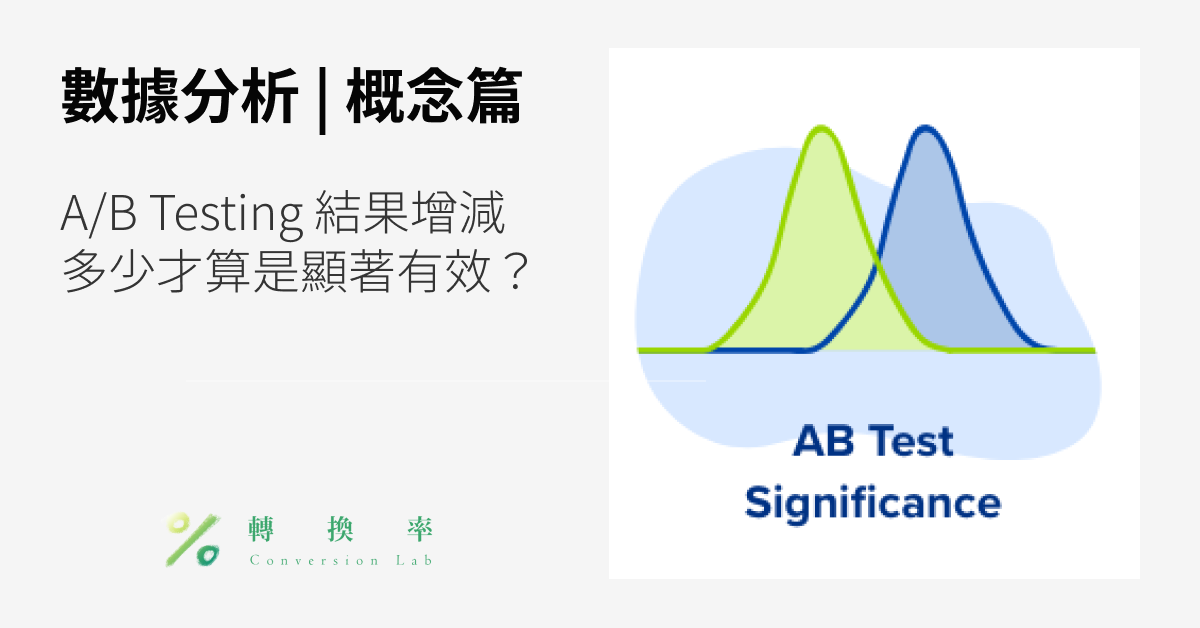 數據分析 | 概念篇
A/B Testing 結果增減
多少才算是顯著有效？
轉換率
Conversion Lab
AB Test
Significance